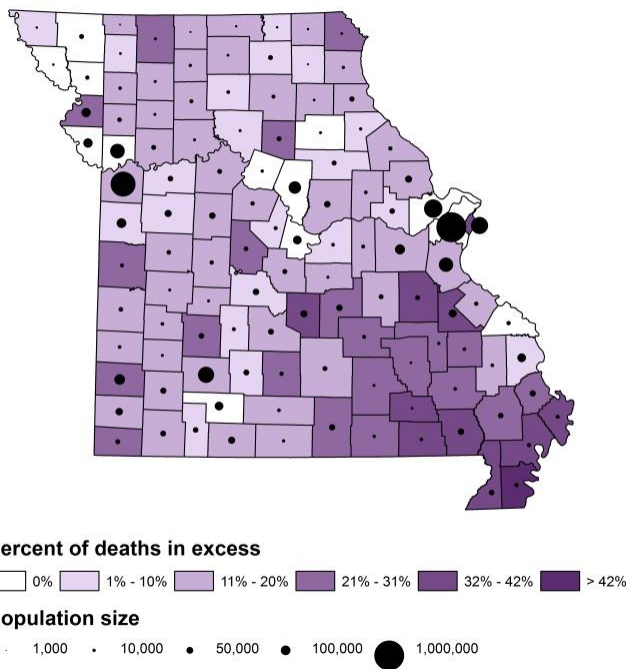 ercent of deaths in excess
0% 1% - 10% 11% - 20% 21% - 31% 32% - 42% > 42%
opulation size
1,000 10,000 50,000 100,000 1,000,000